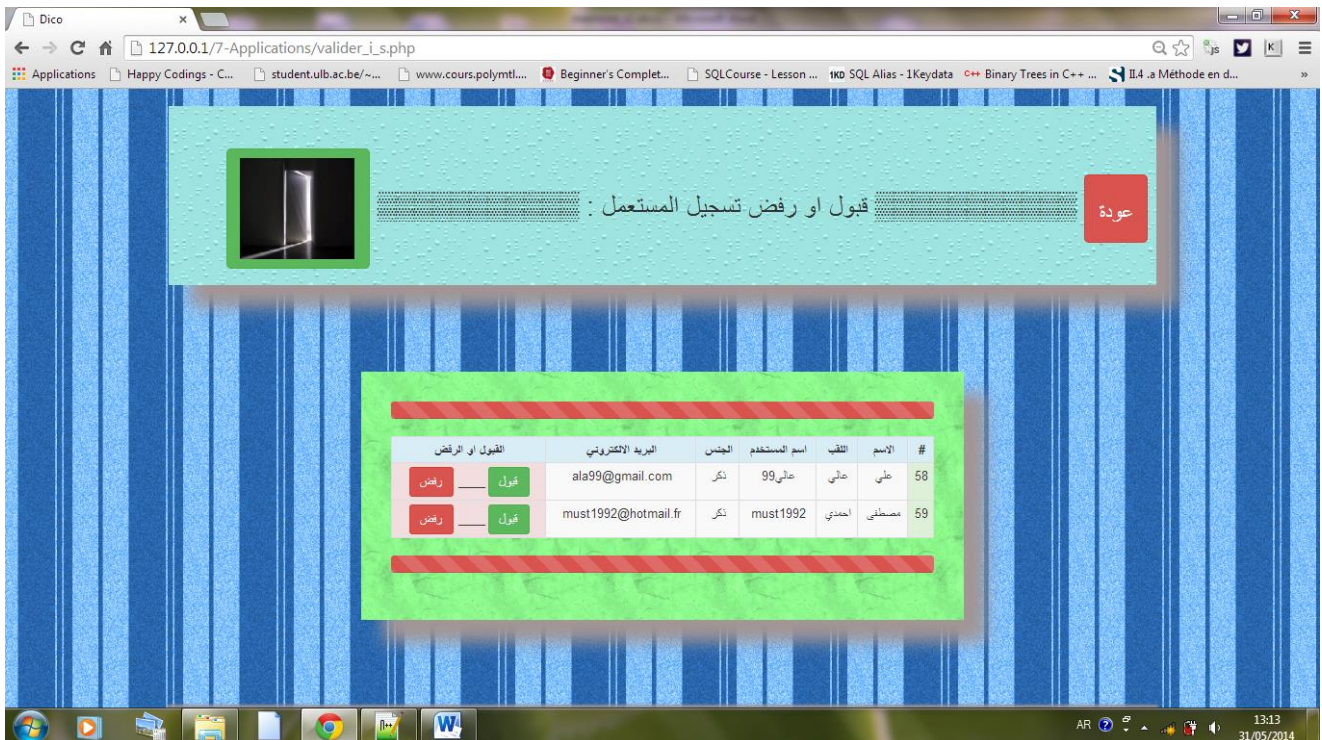 Dico
127.0.0.1/7-Applications/valider_i_s.php
Applications Happy Codings - C... student.ulb.ac.be/~... www.cours.polymtl.... Beginner's Complet... SQLCourse - Lesson ... 1KD SQL Alias - 1Keydata C++ Binary Trees in C++ ... II.4 .a Méthode en d... »
عودة
قبول او رفض تسجيل المستعمل :
# الاسم اللقب اسم المستخدم الجنس البريد الالكتروني القبول او الرفض
58 علي عالي عالي99 ذكر ala99@gmail.com قبول ____ رفض
59 مصطفى احمدي must1992 ذكر must1992@hotmail.fr قبول ____ رفض
AR 13:13
31/05/2014